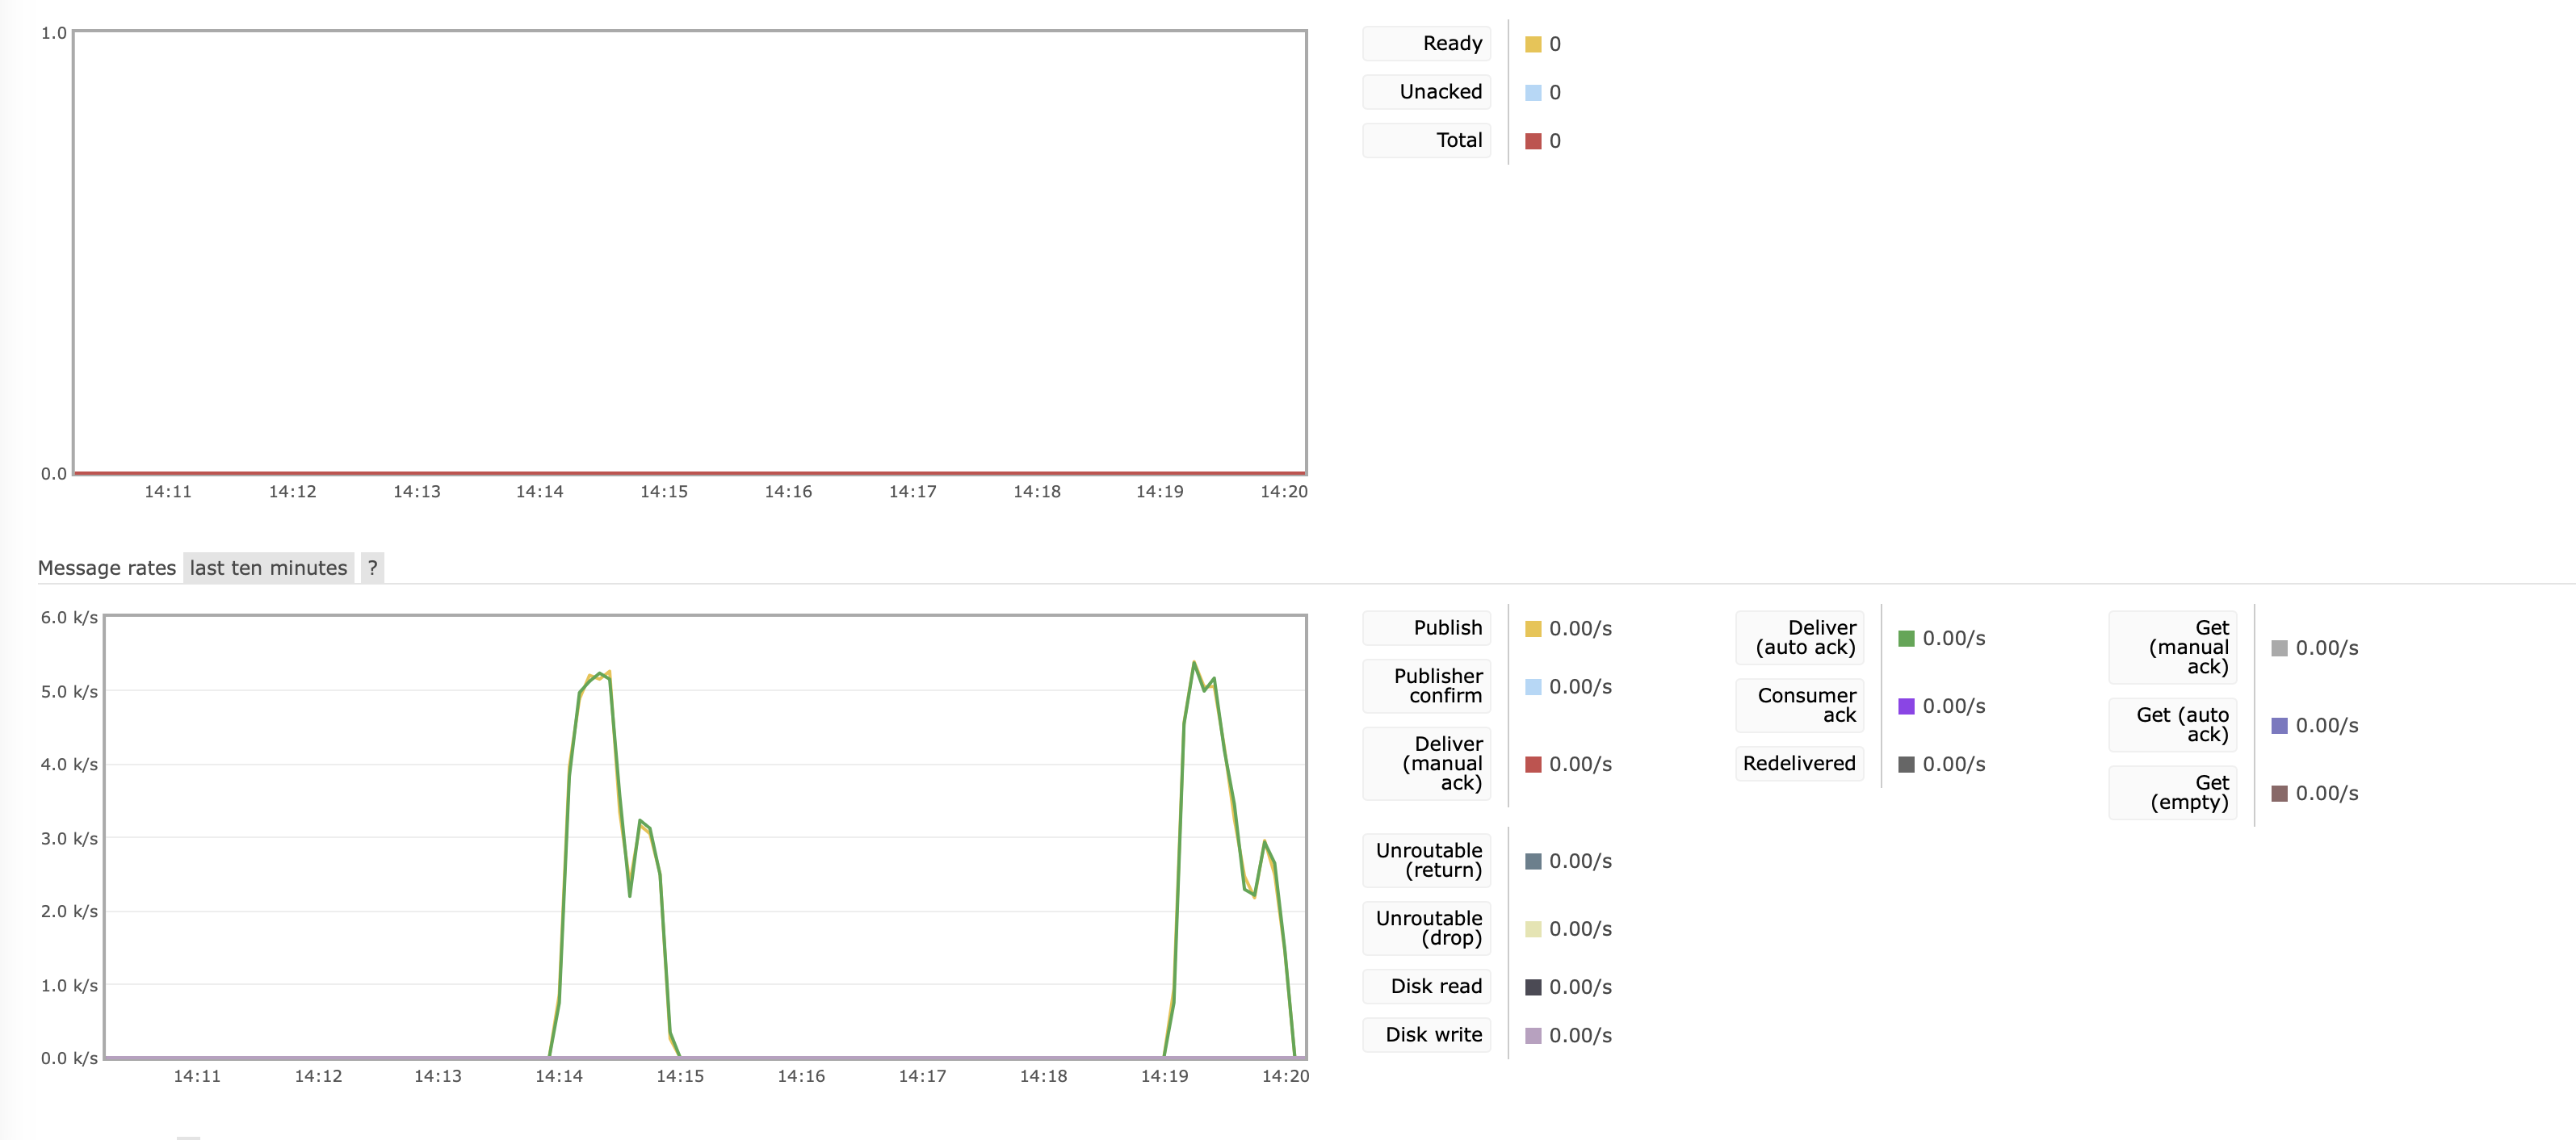 1.0
0.0
14:11 14:12 14:13 14:14 14:15 14:16 14:17 14:18 14:19 14:20
Ready 0
Unacked 0
Total 0
Message rates last ten minutes ?
6.0 k/s
5.0 k/s
4.0 k/s
3.0 k/s
2.0 k/s
1.0 k/s
0.0 k/s
14:11 14:12 14:13 14:14 14:15 14:16 14:17 14:18 14:19 14:20
Publish 0.00/s
Publisher
confirm 0.00/s
Deliver
(manual
ack) 0.00/s
Deliver
(auto ack) 0.00/s
Consumer
ack 0.00/s
Redelivered 0.00/s
Get
(manual
ack) 0.00/s
Get (auto
ack) 0.00/s
Get
(empty) 0.00/s
Unroutable
(return) 0.00/s
Unroutable
(drop) 0.00/s
Disk read 0.00/s
Disk write 0.00/s